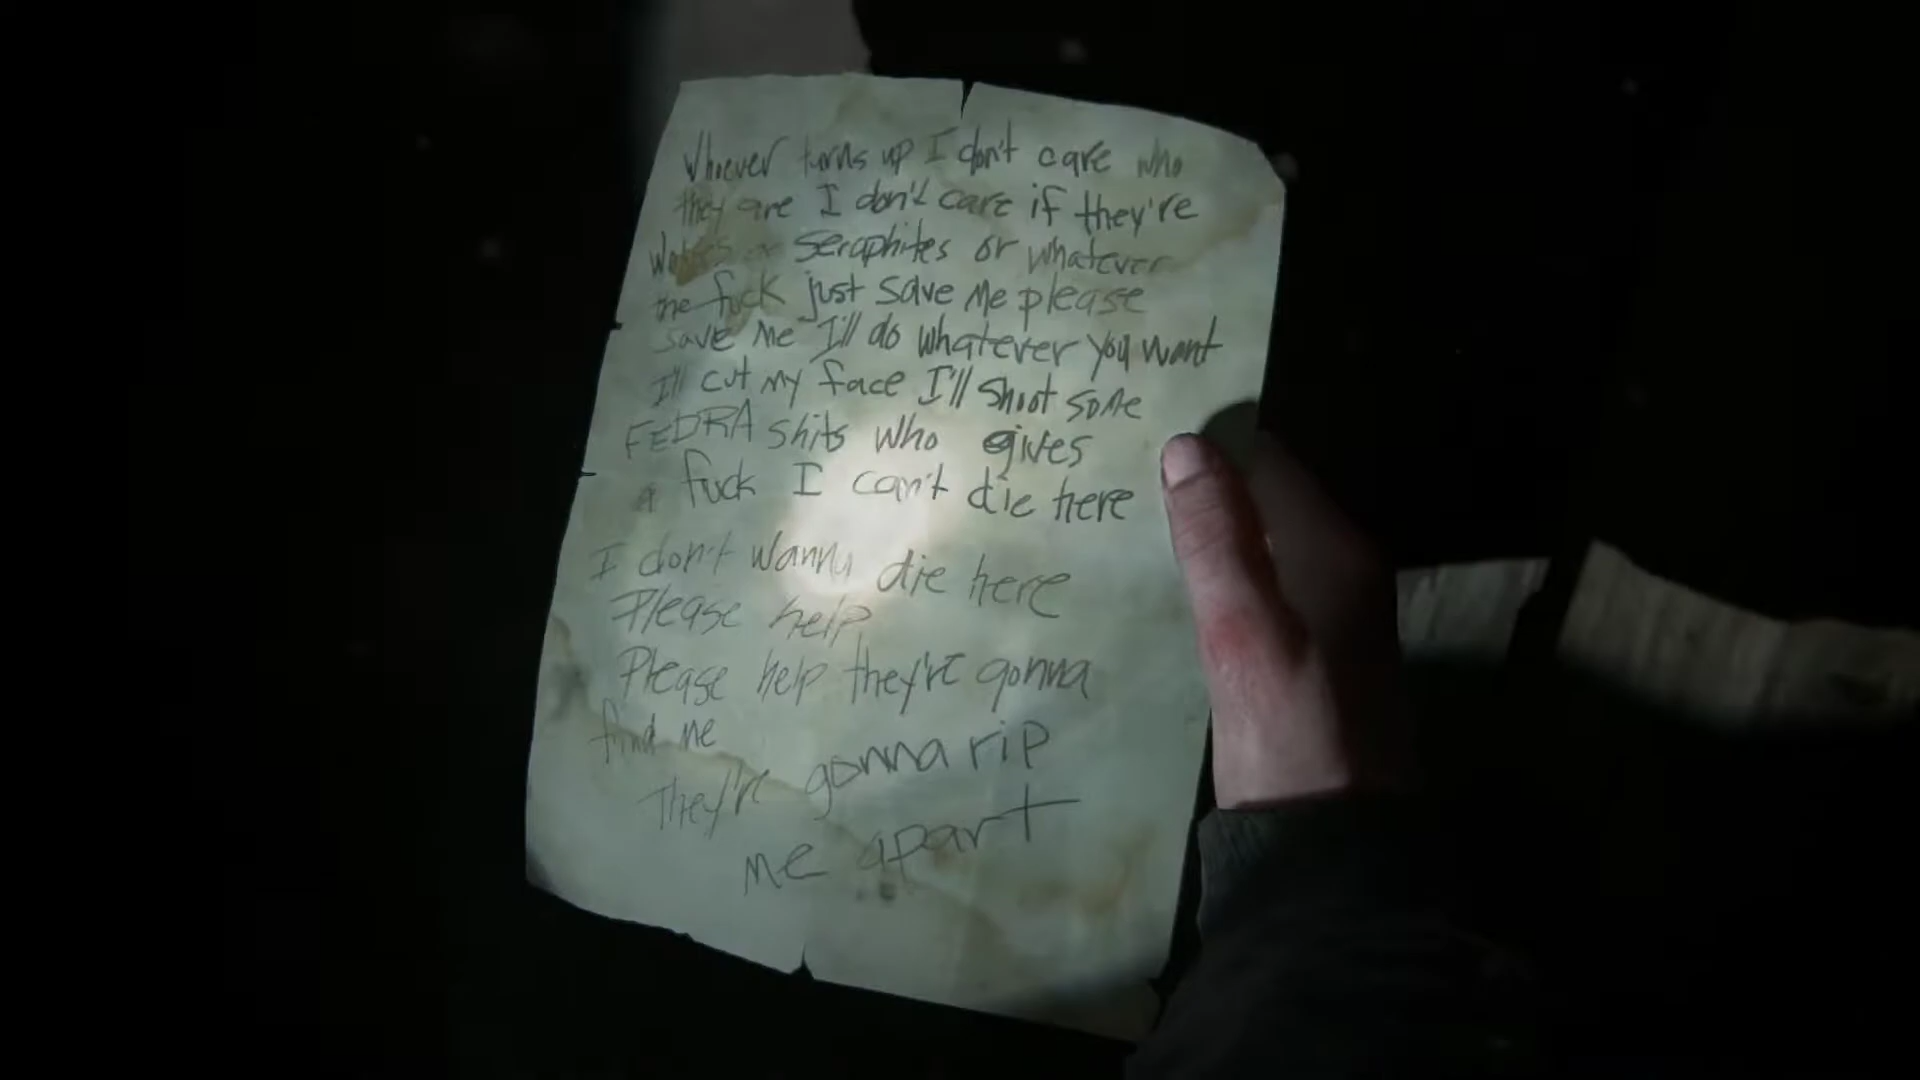 Whoever turns up I don't care who
they are I don't care if they're
Wolves or Seraphites or whatever
the fuck just save me please
save me I'll do whatever you want
I'll cut my face I'll shoot some
FEDRA shits who gives
a fuck I can't die here
I don't wanna die here
Please help
Please help they're gonna
find me
They're gonna rip
me apart